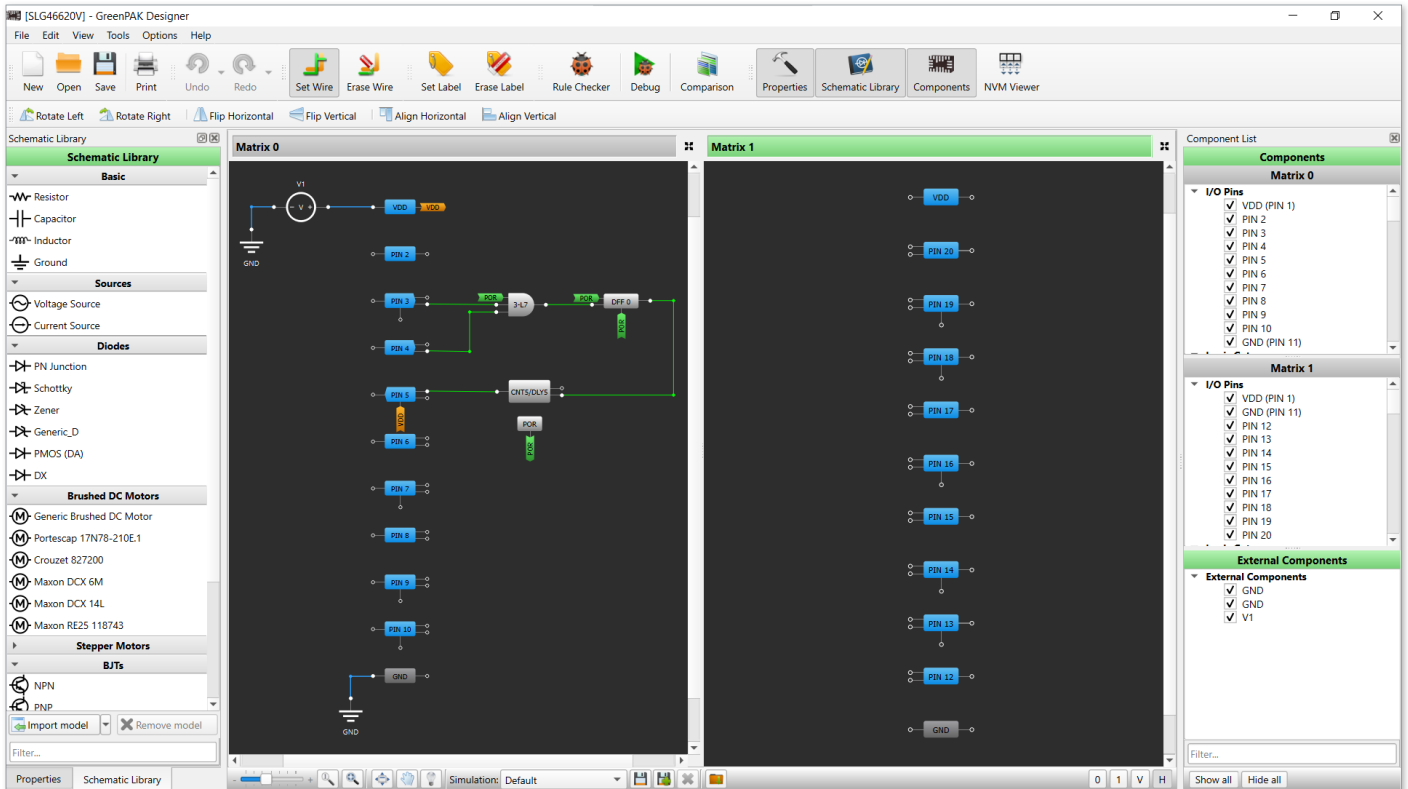 [SLG46620V] - GreenPAK Designer
File Edit View Tools Options Help
New Open Save Print Undo Redo Set Wire Erase Wire Set Label Erase Label Rule Checker Debug Comparison Properties Schematic Library Components NVM Viewer
Rotate Left Rotate Right Flip Horizontal Flip Vertical Align Horizontal Align Vertical
Schematic Library
Schematic Library
Basic
Resistor
Capacitor
Inductor
Ground
Sources
Voltage Source
Current Source
Diodes
PN Junction
Schottky
Zener
Generic_D
PMOS (DA)
DX
Brushed DC Motors
Generic Brushed DC Motor
Portescap 17N78-210E.1
Crouzet 827200
Maxon DCX 6M
Maxon DCX 14L
Maxon RE25 118743
Stepper Motors
BJTs
NPN
PNP
Import model Remove model
Filter...
Properties Schematic Library
Matrix 0
V1
- V +
VDD VDD
GND
PIN 2
PIN 3 POR 3-L7 POR DFF 0
POR
PIN 4
PIN 5 CNT5/DLY5
VDD
POR
POR
PIN 6
PIN 7
PIN 8
PIN 9
PIN 10
GND
GND
Matrix 1
VDD
PIN 20
PIN 19
PIN 18
PIN 17
PIN 16
PIN 15
PIN 14
PIN 13
PIN 12
GND
- + Simulation: Default 0 1 V H
Component List
Components
Matrix 0
I/O Pins
VDD (PIN 1)
PIN 2
PIN 3
PIN 4
PIN 5
PIN 6
PIN 7
PIN 8
PIN 9
PIN 10
GND (PIN 11)
Matrix 1
I/O Pins
VDD (PIN 1)
GND (PIN 11)
PIN 12
PIN 13
PIN 14
PIN 15
PIN 16
PIN 17
PIN 18
PIN 19
PIN 20
External Components
External Components
GND
GND
V1
Filter...
Show all Hide all